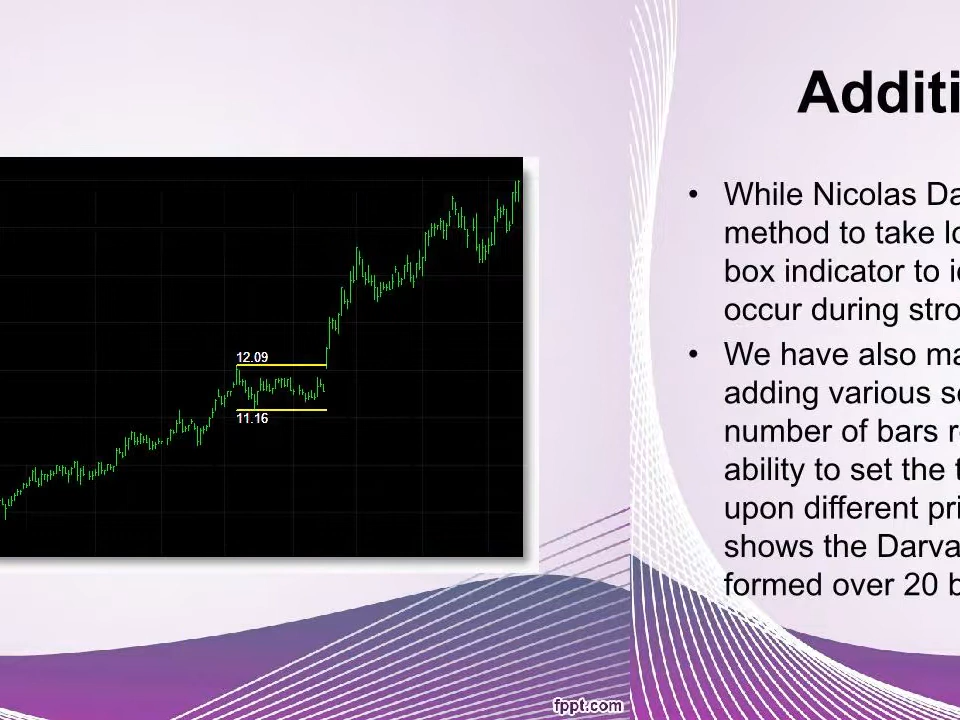 12.09
11.16
fppt.com
Additi
While Nicolas Da
method to take lo
box indicator to i
occur during stro
We have also ma
adding various s
number of bars r
ability to set the t
upon different pri
shows the Darva
formed over 20 b